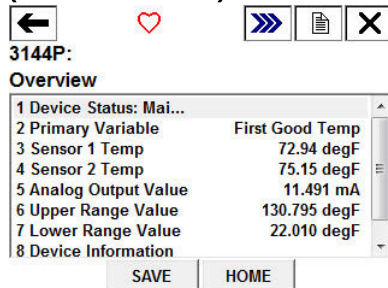 3144P:
Overview
1 Device Status: Mai...
2 Primary Variable First Good Temp
3 Sensor 1 Temp 72.94 degF
4 Sensor 2 Temp 75.15 degF
5 Analog Output Value 11.491 mA
6 Upper Range Value 130.795 degF
7 Lower Range Value 22.010 degF
8 Device Information
SAVE HOME